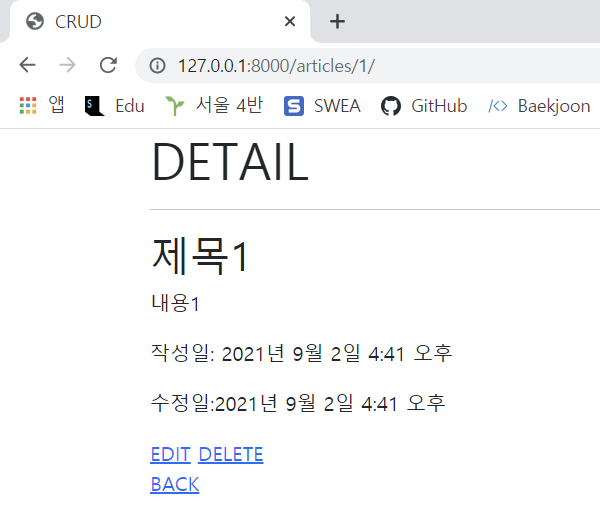 CRUD
127.0.0.1:8000/articles/1/
앱 Edu 서울 4반 SWEA GitHub Baekjoon
DETAIL
제목1
내용1
작성일: 2021년 9월 2일 4:41 오후
수정일:2021년 9월 2일 4:41 오후
EDIT DELETE
BACK